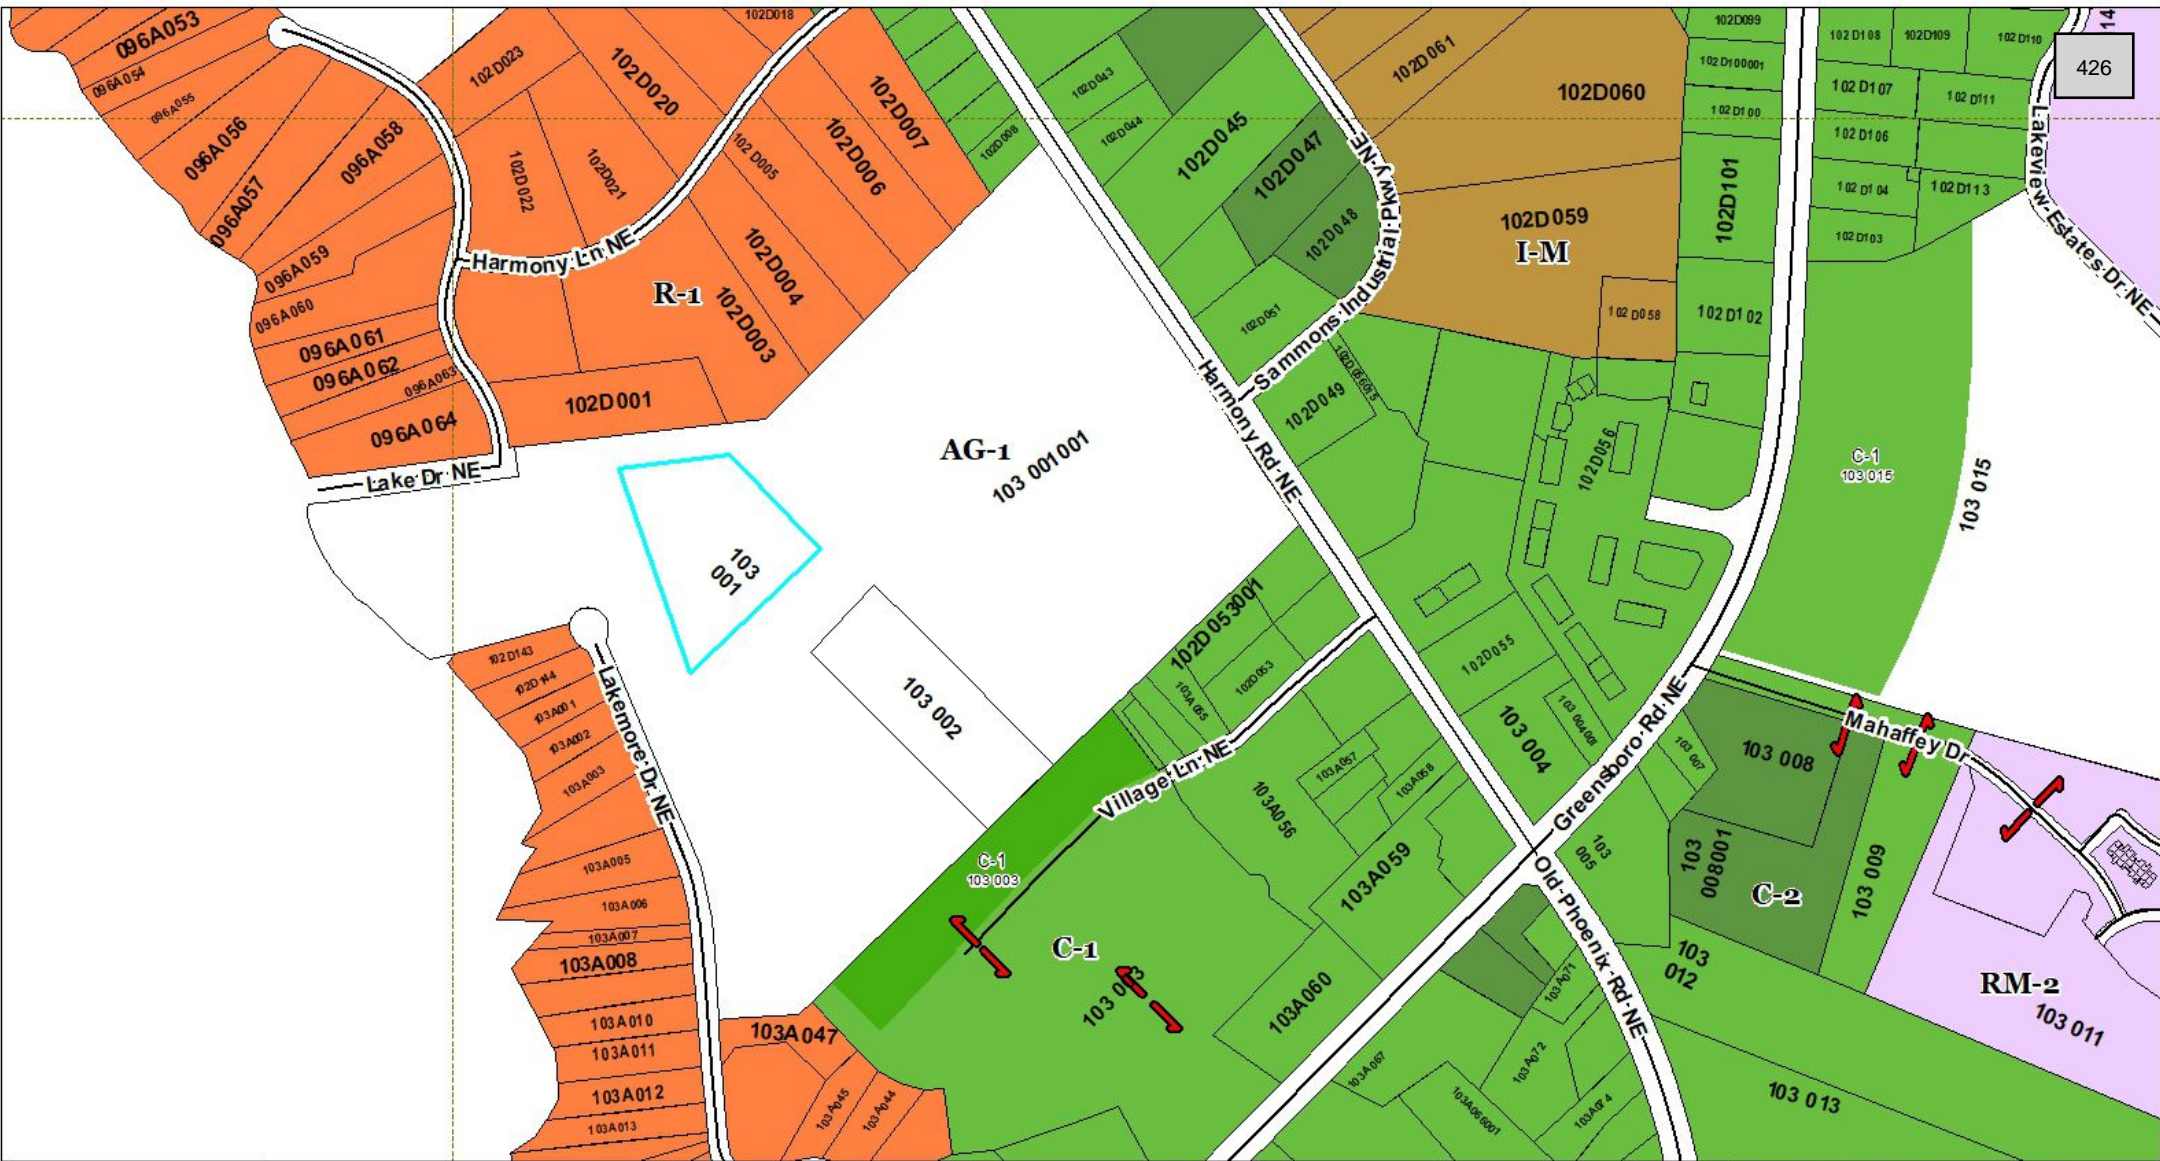 102D018
096A053
102D023
102D020
096A054
096A055
102D007
102D043
102D044
102D008
102D045
102D061
102D060
102D099
102D100001
102D100
102D108
102D109
102D110
14
426
102D107
102D111
102D106
102D104
102D113
102D103
Lakeview Estates Dr NE
096A056
096A058
096A057
102D022
102D021
102D005
102D006
102D047
102D048
Sammons Industrial Pkwy NE
102D059
I-M
102D101
096A059
Harmony Ln NE
R-1
102D004
102D003
096A060
096A061
096A062
096A063
096A064
102D001
102D051
102D058
102D102
102D049
Harmony Rd NE
102D056
Lake Dr NE
AG-1
103 001001
C-1
103 015
103 015
103
001
102D053001
102D053
103A055
102D055
102D143
102D144
103A001
103A002
103A003
Lakemore Dr NE
103 002
Village Ln NE
103A057
103A058
103A056
103 004
103 004001
103 007
Greensboro Rd NE
103 008
Mahaffey Dr
103A005
103A006
103A007
103A008
C-1
103 003
103A059
103
005
103
008001
C-2
103 009
C-1
103A060
103A071
Old Phoenix Rd NE
103
012
RM-2
103 011
103A010
103A011
103A012
103A013
103A047
103A045
103A044
103A067
103A072
103A066001
103A074
103 013